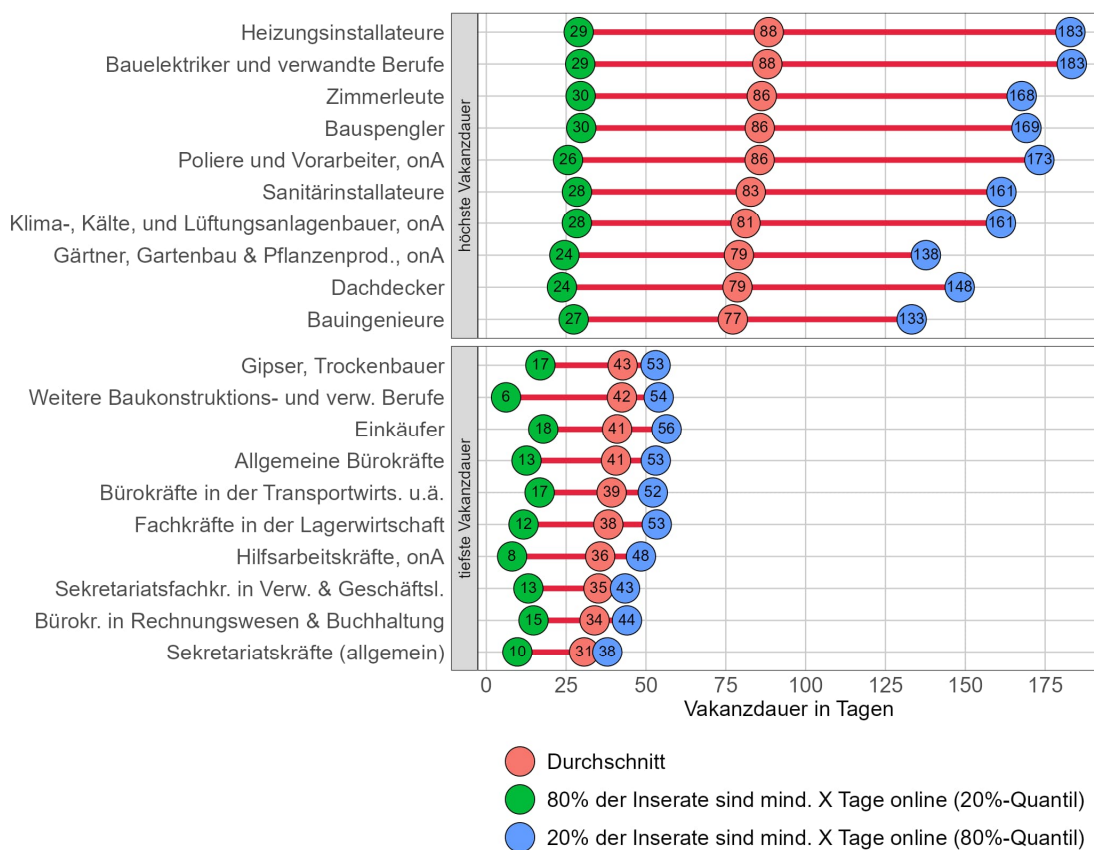 höchste Vakanzdauer
Heizungsinstallateure 29 88 183
Bauelektriker und verwandte Berufe 29 88 183
Zimmerleute 30 86 168
Bauspengler 30 86 169
Poliere und Vorarbeiter, onA 26 86 173
Sanitärinstallateure 28 83 161
Klima-, Kälte, und Lüftungsanlagenbauer, onA 28 81 161
Gärtner, Gartenbau & Pflanzenprod., onA 24 79 138
Dachdecker 24 79 148
Bauingenieure 27 77 133
tiefste Vakanzdauer
Gipser, Trockenbauer 17 43 53
Weitere Baukonstruktions- und verw. Berufe 6 42 54
Einkäufer 18 41 56
Allgemeine Bürokräfte 13 41 53
Bürokräfte in der Transportwirts. u.ä. 17 39 52
Fachkräfte in der Lagerwirtschaft 12 38 53
Hilfsarbeitskräfte, onA 8 36 48
Sekretariatsfachkr. in Verw. & Geschäftsl. 13 35 43
Bürokr. in Rechnungswesen & Buchhaltung 15 34 44
Sekretariatskräfte (allgemein) 10 31 38
0 25 50 75 100 125 150 175
Vakanzdauer in Tagen
Durchschnitt
80% der Inserate sind mind. X Tage online (20%-Quantil)
20% der Inserate sind mind. X Tage online (80%-Quantil)